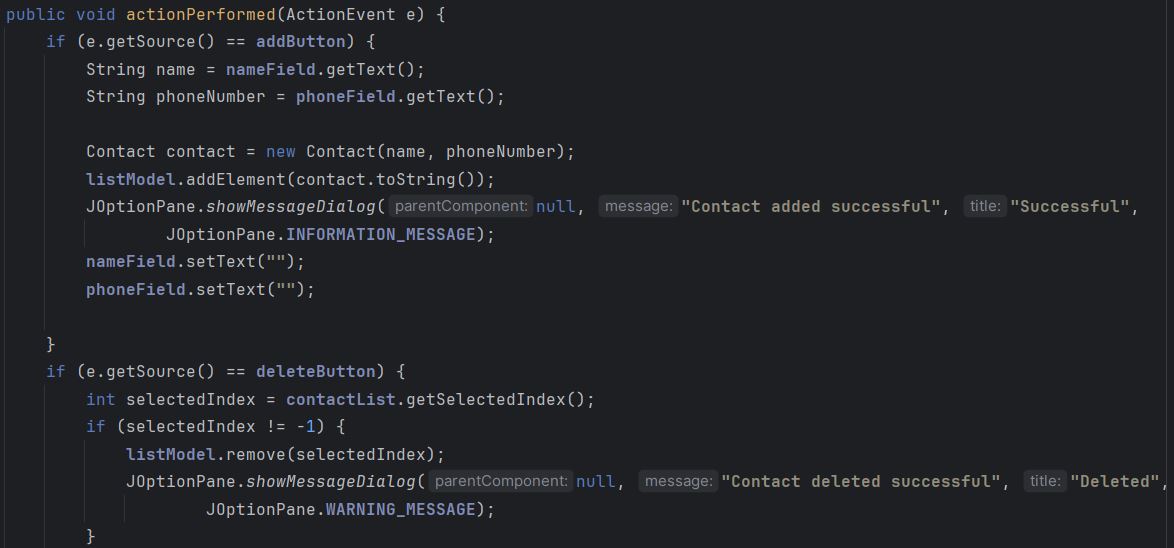 public void actionPerformed(ActionEvent e) {
    if (e.getSource() == addButton) {
        String name = nameField.getText();
        String phoneNumber = phoneField.getText();

        Contact contact = new Contact(name, phoneNumber);
        listModel.addElement(contact.toString());
        JOptionPane.showMessageDialog( parentComponent: null, message: "Contact added successful", title: "Successful",
                JOptionPane.INFORMATION_MESSAGE);
        nameField.setText("");
        phoneField.setText("");

    }
    if (e.getSource() == deleteButton) {
        int selectedIndex = contactList.getSelectedIndex();
        if (selectedIndex != -1) {
            listModel.remove(selectedIndex);
            JOptionPane.showMessageDialog( parentComponent: null, message: "Contact deleted successful", title: "Deleted",
                    JOptionPane.WARNING_MESSAGE);
        }